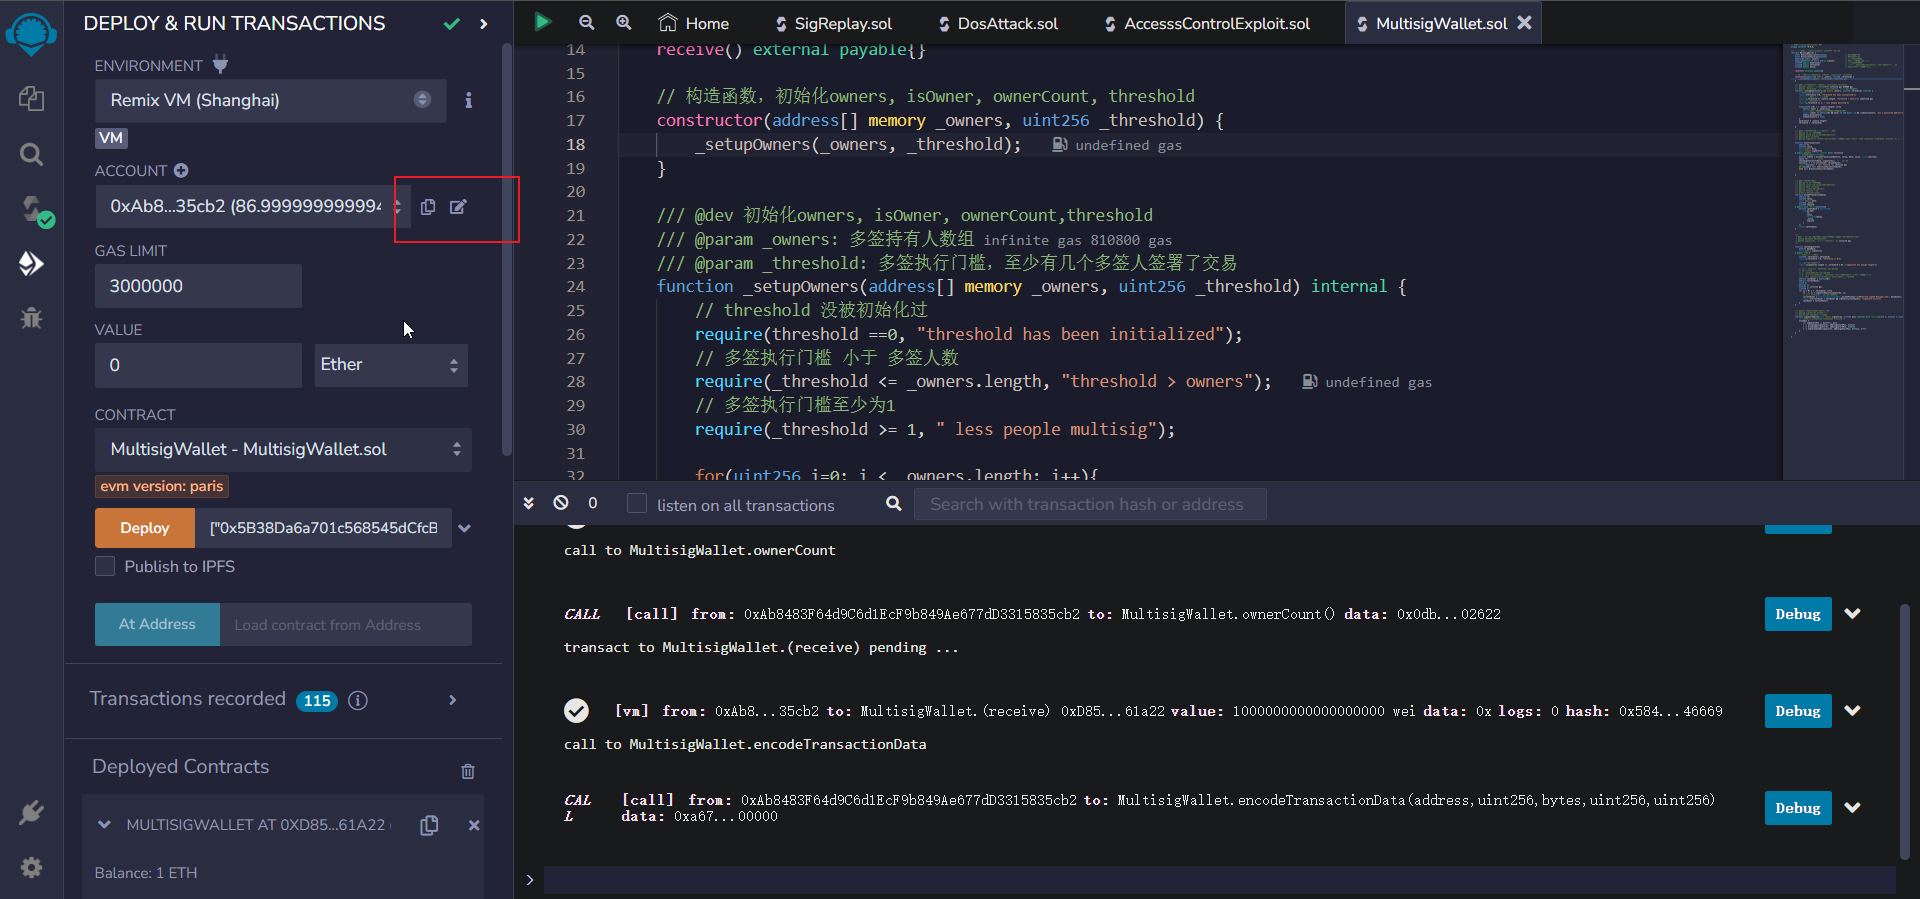 DEPLOY & RUN TRANSACTIONS
ENVIRONMENT
Remix VM (Shanghai)
VM
ACCOUNT
0xAb8...35cb2 (86.9999999999994
GAS LIMIT
3000000
VALUE
0
Ether
CONTRACT
MultisigWallet - MultisigWallet.sol
evm version: paris
Deploy
["0x5B38Da6a701c568545dCfcB
Publish to IPFS
At Address
Load contract from Address
Transactions recorded 115
Deployed Contracts
MULTISIGWALLET AT 0XD85...61A22
Balance: 1 ETH
Home
SigReplay.sol
DosAttack.sol
AccesssControlExploit.sol
MultisigWallet.sol
14 receive() external payable{}
15
16 // 构造函数，初始化owners, isOwner, ownerCount, threshold
17 constructor(address[] memory _owners, uint256 _threshold) {
18 _setupOwners(_owners, _threshold); undefined gas
19 }
20
21 /// @dev 初始化owners, isOwner, ownerCount,threshold
22 /// @param _owners: 多签持有人数组 infinite gas 810800 gas
23 /// @param _threshold: 多签执行门槛，至少有几个多签人签署了交易
24 function _setupOwners(address[] memory _owners, uint256 _threshold) internal {
25 // threshold 没被初始化过
26 require(threshold ==0, "threshold has been initialized");
27 // 多签执行门槛 小于 多签人数
28 require(_threshold <= _owners.length, "threshold > owners"); undefined gas
29 // 多签执行门槛至少为1
30 require(_threshold >= 1, " less people multisig");
31
32 for(uint256 i=0; i < _owners.length; i++){
0
listen on all transactions
Search with transaction hash or address
call to MultisigWallet.ownerCount
CALL [call] from: 0xAb8483F64d9C6d1EcF9b849Ae677dD3315835cb2 to: MultisigWallet.ownerCount() data: 0x0db...02622
Debug
transact to MultisigWallet.(receive) pending ...
[vm] from: 0xAb8...35cb2 to: MultisigWallet.(receive) 0xD85...61a22 value: 1000000000000000000 wei data: 0x logs: 0 hash: 0x584...46669
Debug
call to MultisigWallet.encodeTransactionData
CAL [call] from: 0xAb8483F64d9C6d1EcF9b849Ae677dD3315835cb2 to: MultisigWallet.encodeTransactionData(address,uint256,bytes,uint256,uint256)
L data: 0xa67...00000
Debug
>